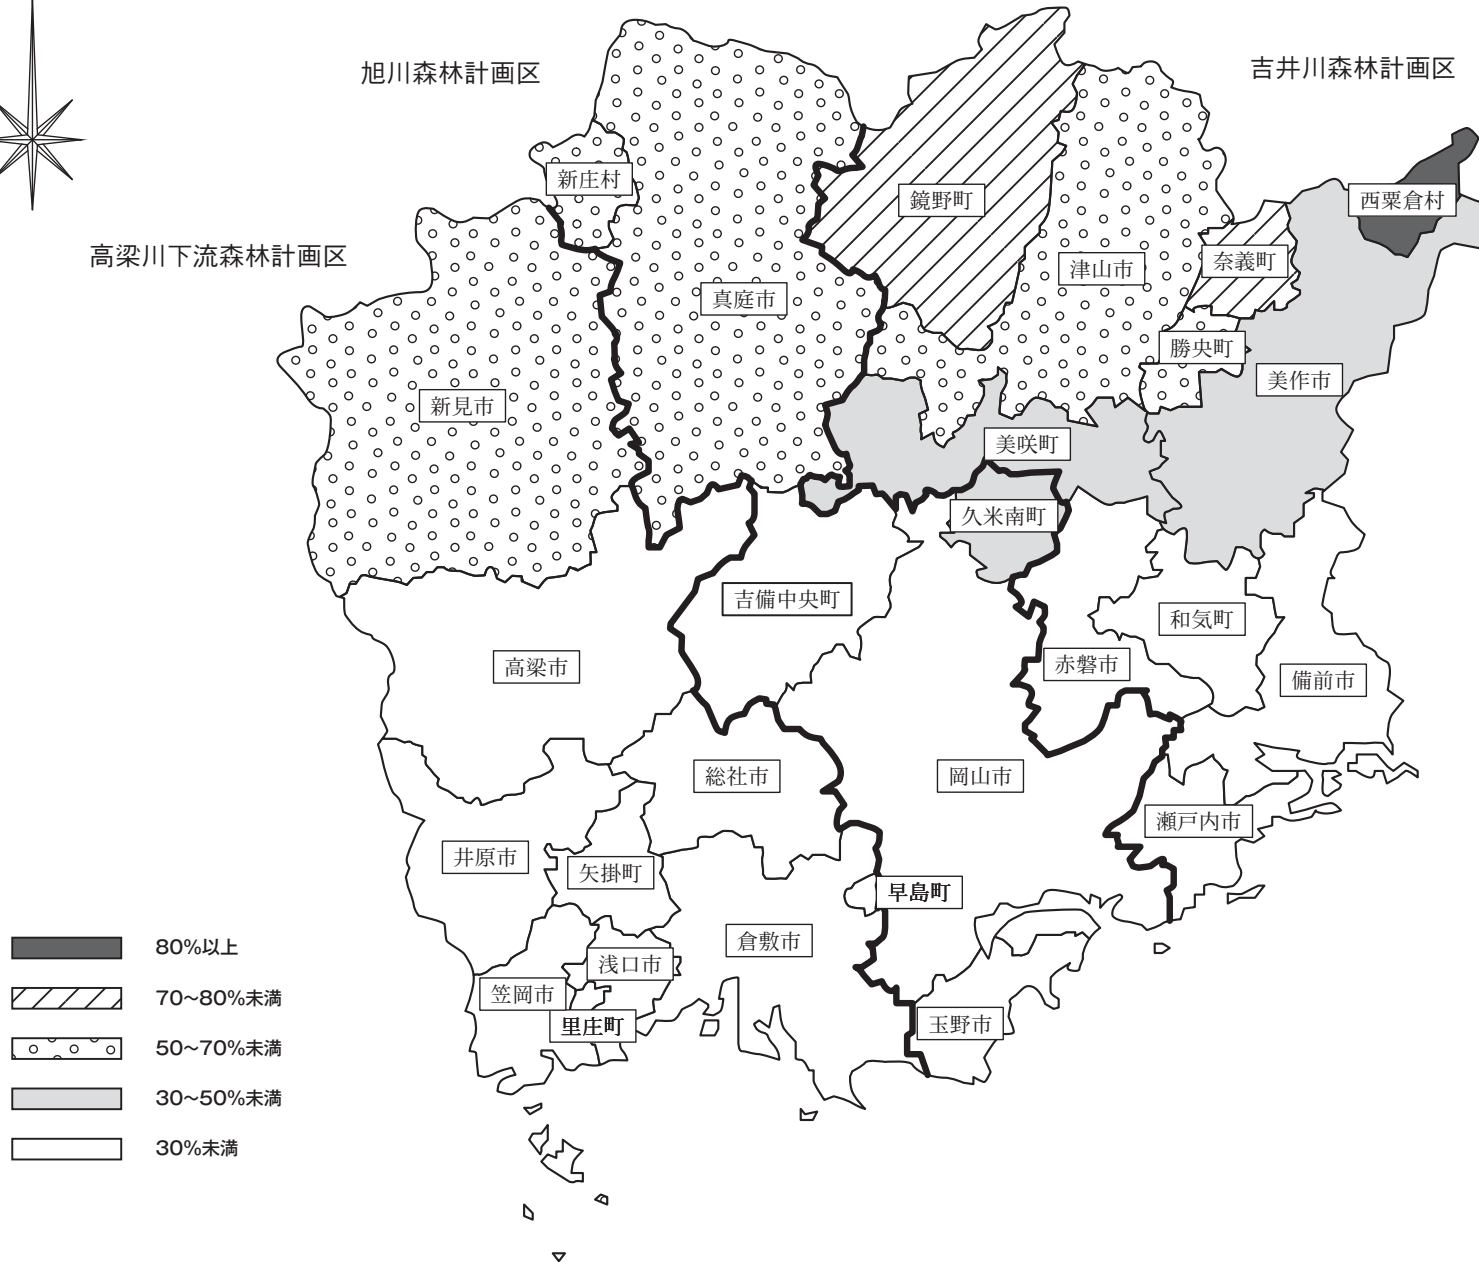 旭川森林計画区
吉井川森林計画区
高梁川下流森林計画区
新庄村
鏡野町
西粟倉村
津山市
奈義町
真庭市
勝央町
美作市
新見市
美咲町
久米南町
吉備中央町
和気町
高梁市
赤磐市
備前市
総社市
岡山市
瀬戸内市
井原市
矢掛町
早島町
倉敷市
浅口市
笠岡市
里庄町
玉野市
80%以上
70〜80%未満
50〜70%未満
30〜50%未満
30%未満